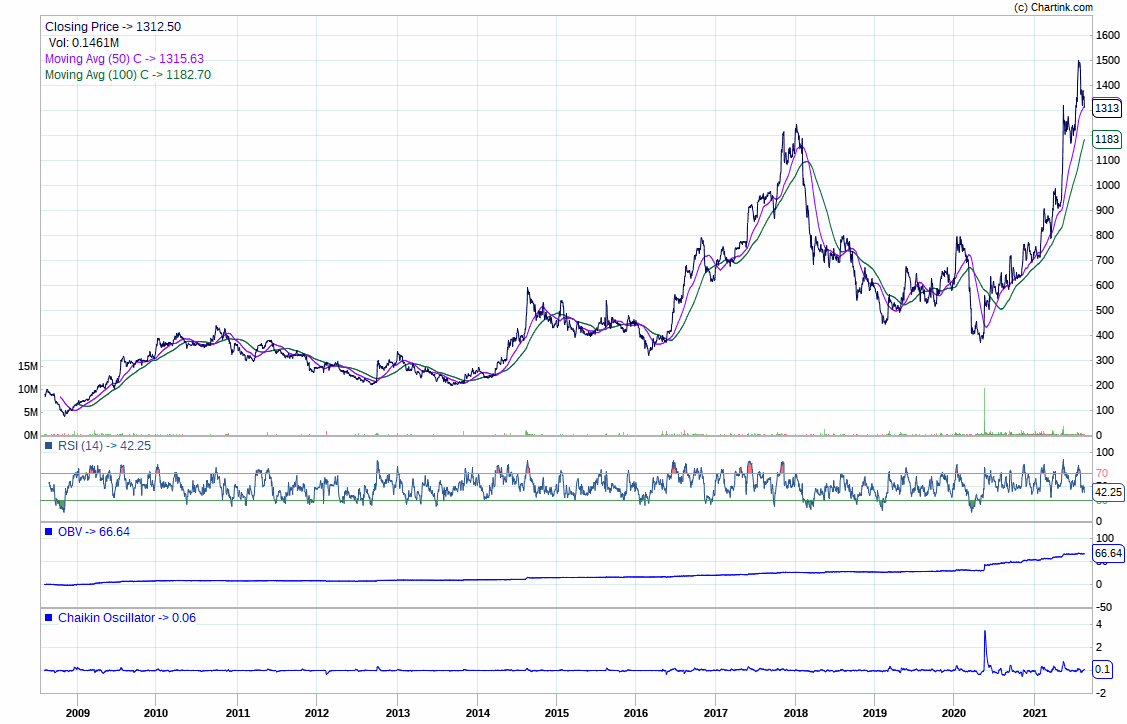 (c) Chartink.com
Closing Price -> 1312.50
Vol: 0.1461M
Moving Avg (50) C -> 1315.63
Moving Avg (100) C -> 1182.70
1600
1500
1400
1313
1183
1100
1000
900
800
700
600
500
400
300
200
100
0
15M
10M
5M
0M
RSI (14) -> 42.25
100
70
42.25
0
OBV -> 66.64
100
66.64
0
-50
Chaikin Oscillator -> 0.06
4
2
0.1
-2
2009 2010 2011 2012 2013 2014 2015 2016 2017 2018 2019 2020 2021